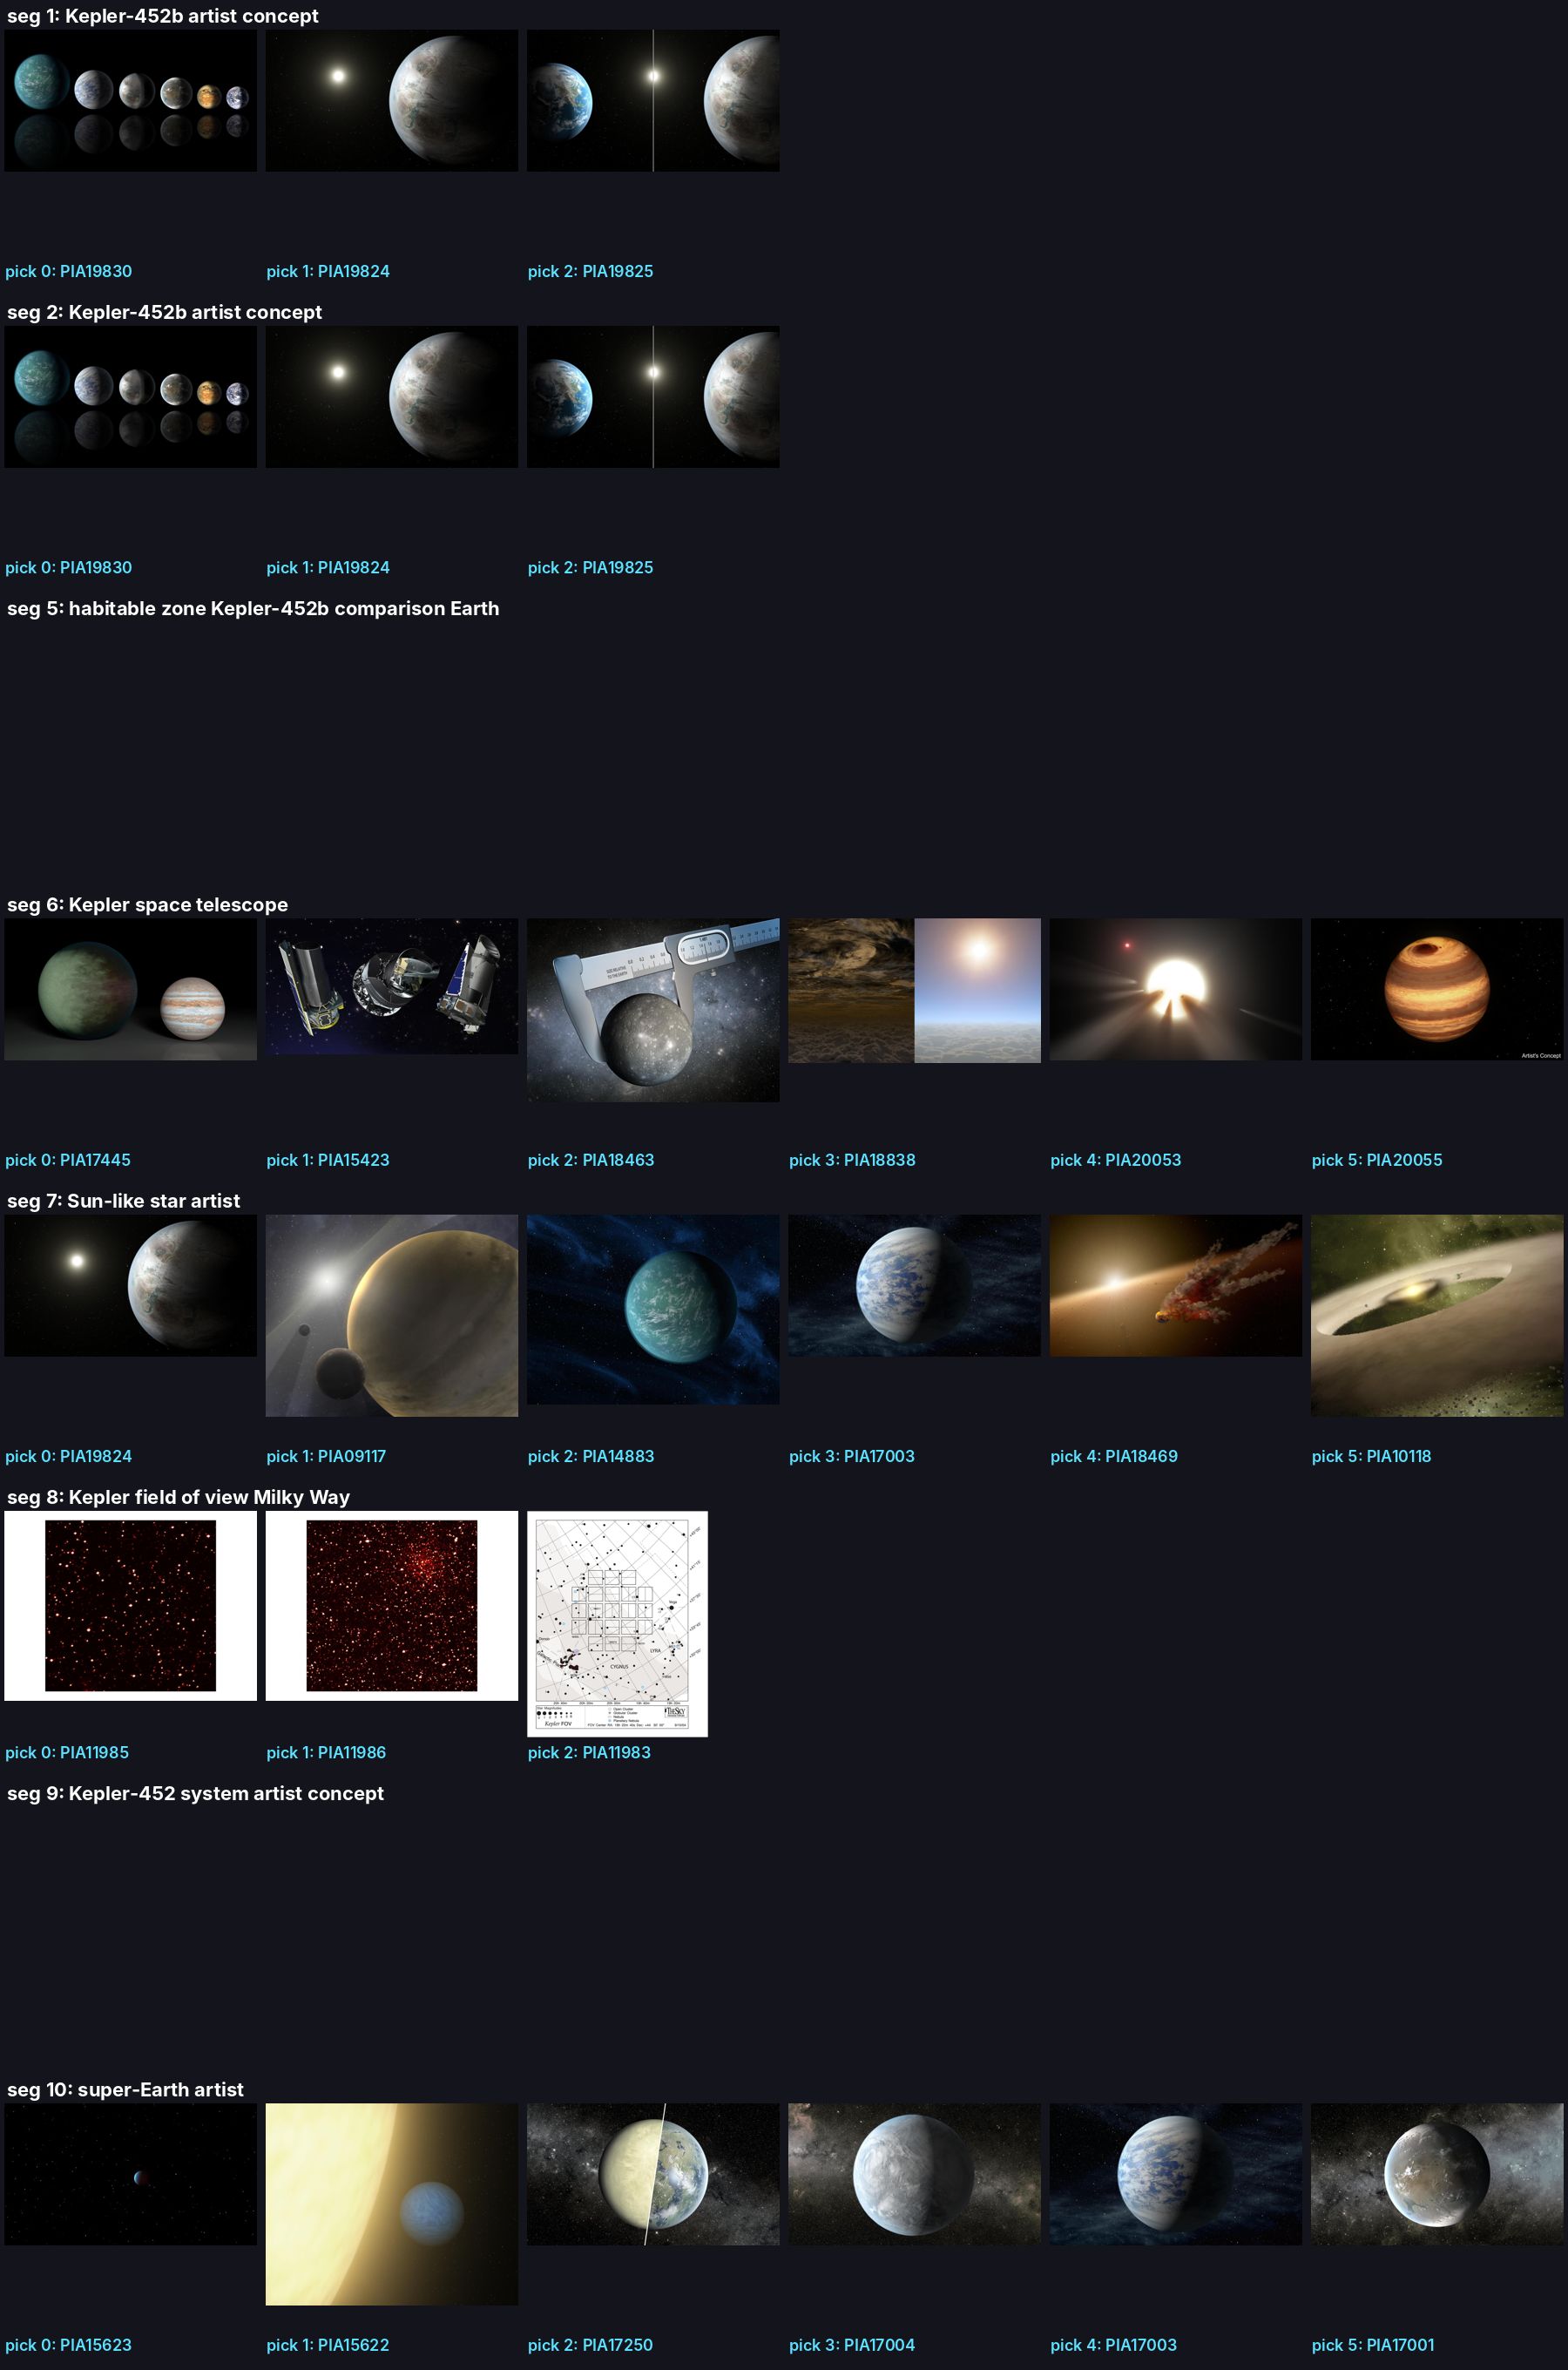 seg 1: Kepler-452b artist concept
pick 0: PIA19830
pick 1: PIA19824
pick 2: PIA19825
seg 2: Kepler-452b artist concept
pick 0: PIA19830
pick 1: PIA19824
pick 2: PIA19825
seg 5: habitable zone Kepler-452b comparison Earth
seg 6: Kepler space telescope
Artist's Concept
pick 0: PIA17445
pick 1: PIA15423
pick 2: PIA18463
pick 3: PIA18838
pick 4: PIA20053
pick 5: PIA20055
seg 7: Sun-like star artist
pick 0: PIA19824
pick 1: PIA09117
pick 2: PIA14883
pick 3: PIA17003
pick 4: PIA18469
pick 5: PIA10118
seg 8: Kepler field of view Milky Way
LYRA
CYGNUS
Kepler FOV
pick 0: PIA11985
pick 1: PIA11986
pick 2: PIA11983
seg 9: Kepler-452 system artist concept
seg 10: super-Earth artist
pick 0: PIA15623
pick 1: PIA15622
pick 2: PIA17250
pick 3: PIA17004
pick 4: PIA17003
pick 5: PIA17001